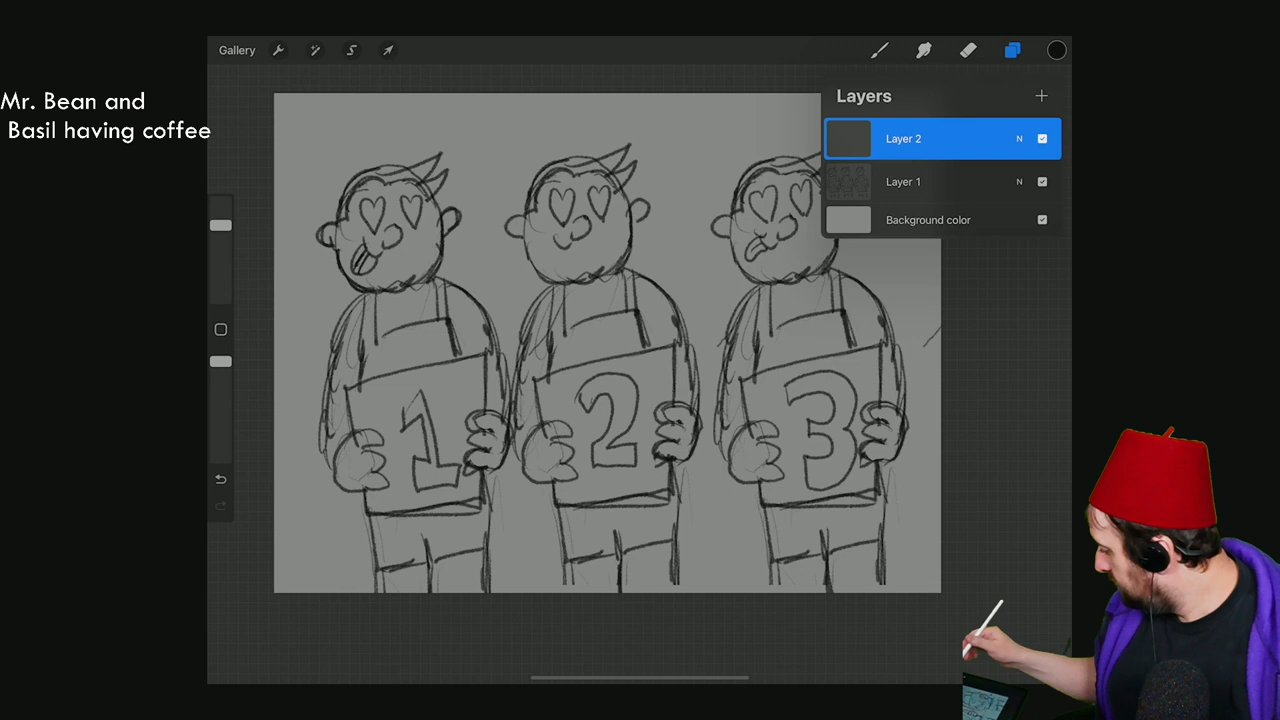 Gallery
Layers
Mr. Bean and
Basil having coffee
Layer 2 N
Layer 1 N
Background color
1 2 3